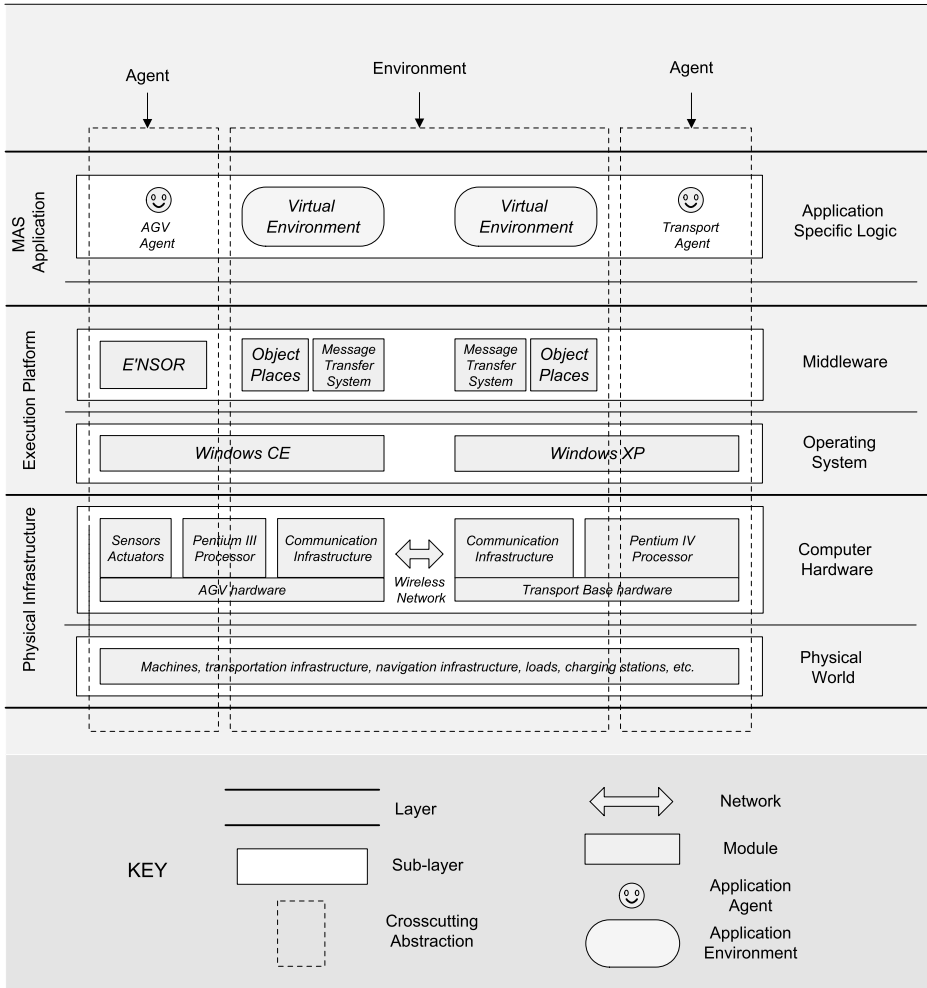 Agent
Environment
Agent
MAS
Application
AGV
Agent
Virtual
Environment
Virtual
Environment
Transport
Agent
Application
Specific Logic
Execution Platform
E'NSOR
Object
Places
Message
Transfer
System
Message
Transfer
System
Object
Places
Middleware
Windows CE
Windows XP
Operating
System
Physical Infrastructure
Sensors
Actuators
Pentium III
Processor
Communication
Infrastructure
AGV hardware
Wireless
Network
Communication
Infrastructure
Pentium IV
Processor
Transport Base hardware
Computer
Hardware
Machines, transportation infrastructure, navigation infrastructure, loads, charging stations, etc.
Physical
World
KEY
Layer
Sub-layer
Crosscutting
Abstraction
Network
Module
Application
Agent
Application
Environment